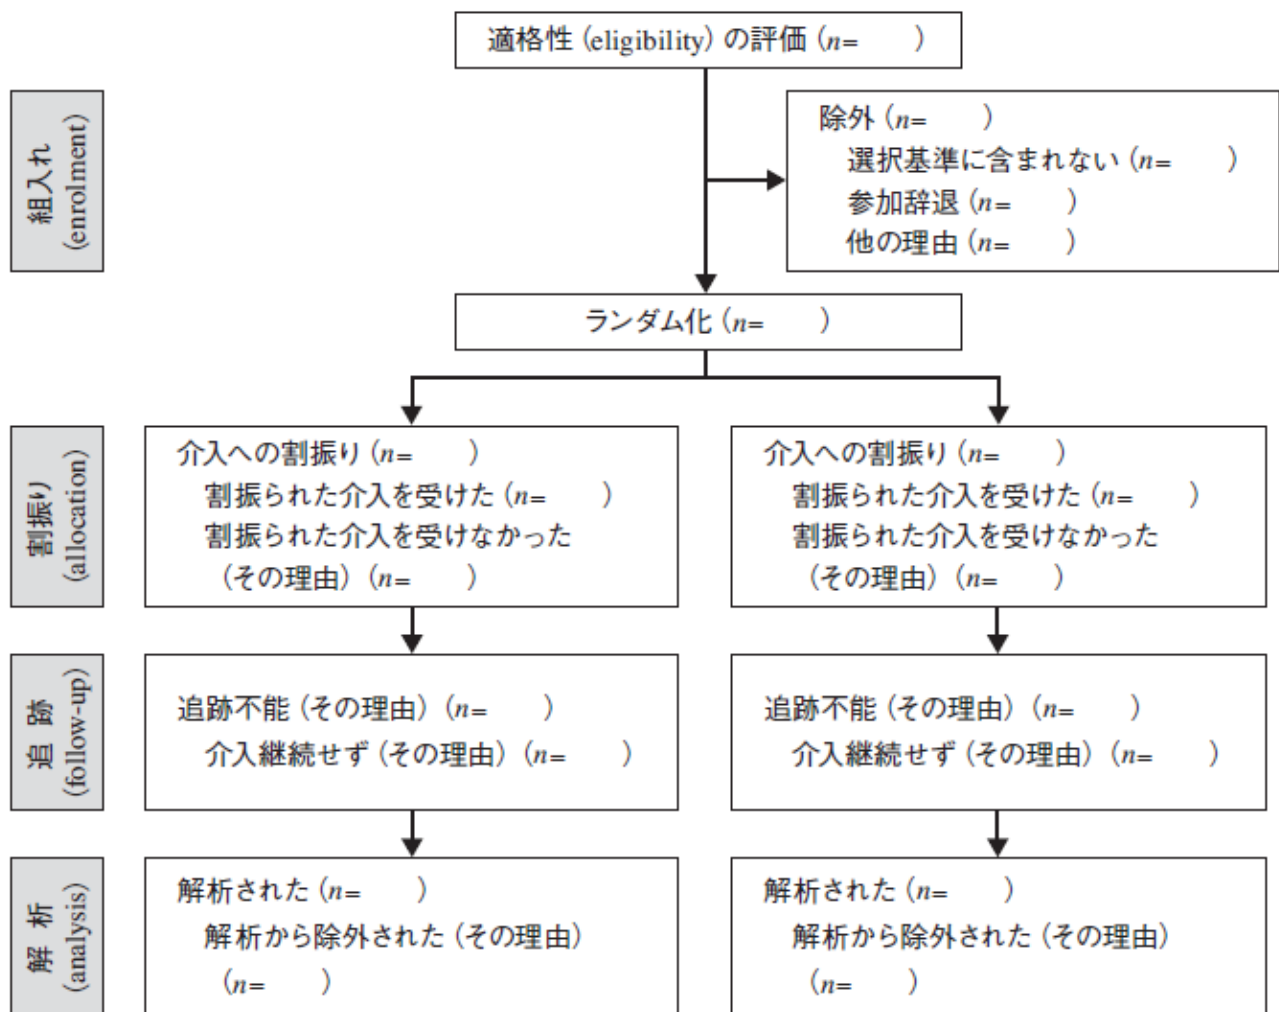 適格性 (eligibility) の評価 (n=　　)
組入れ
(enrolment)
除外 (n=　　)
選択基準に含まれない (n=　　)
参加辞退 (n=　　)
他の理由 (n=　　)
ランダム化 (n=　　)
割振り
(allocation)
介入への割振り (n=　　)
割振られた介入を受けた (n=　　)
割振られた介入を受けなかった
(その理由) (n=　　)
介入への割振り (n=　　)
割振られた介入を受けた (n=　　)
割振られた介入を受けなかった
(その理由) (n=　　)
追 跡
(follow-up)
追跡不能 (その理由) (n=　　)
介入継続せず (その理由) (n=　　)
追跡不能 (その理由) (n=　　)
介入継続せず (その理由) (n=　　)
解 析
(analysis)
解析された (n=　　)
解析から除外された (その理由)
(n=　　)
解析された (n=　　)
解析から除外された (その理由)
(n=　　)